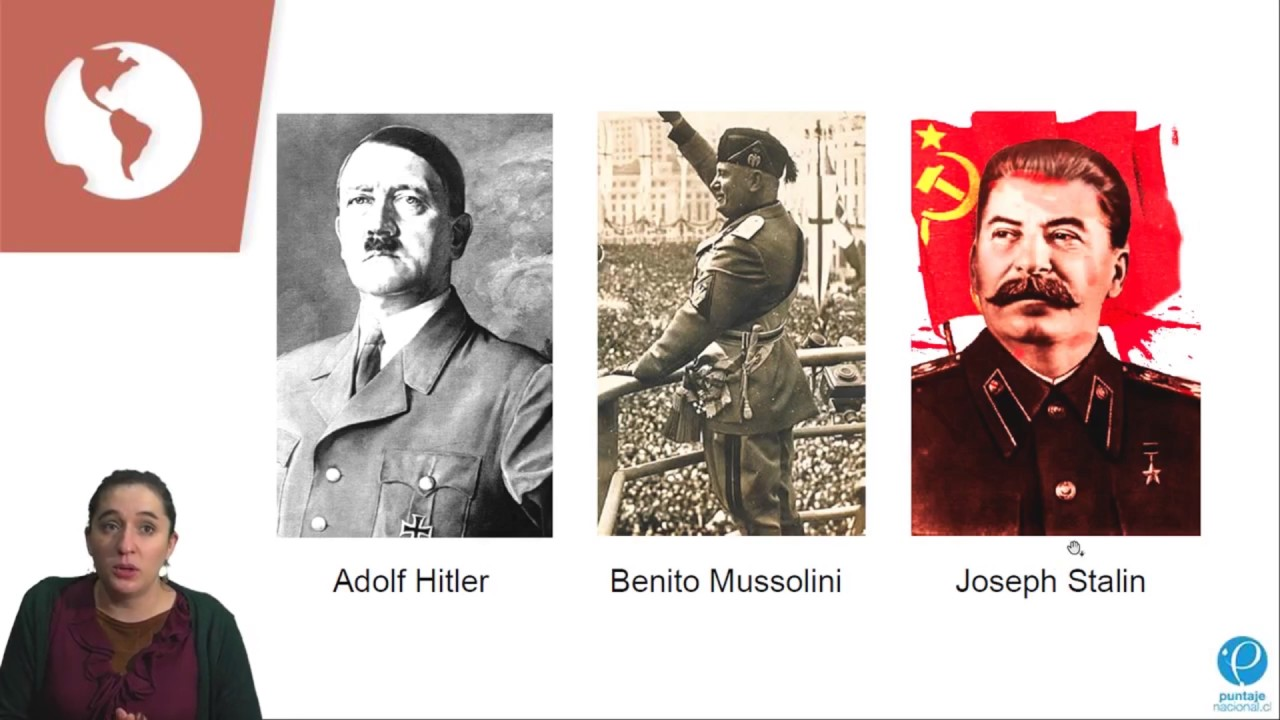 Adolf Hitler
Benito Mussolini
Joseph Stalin
puntaje
nacional.cl